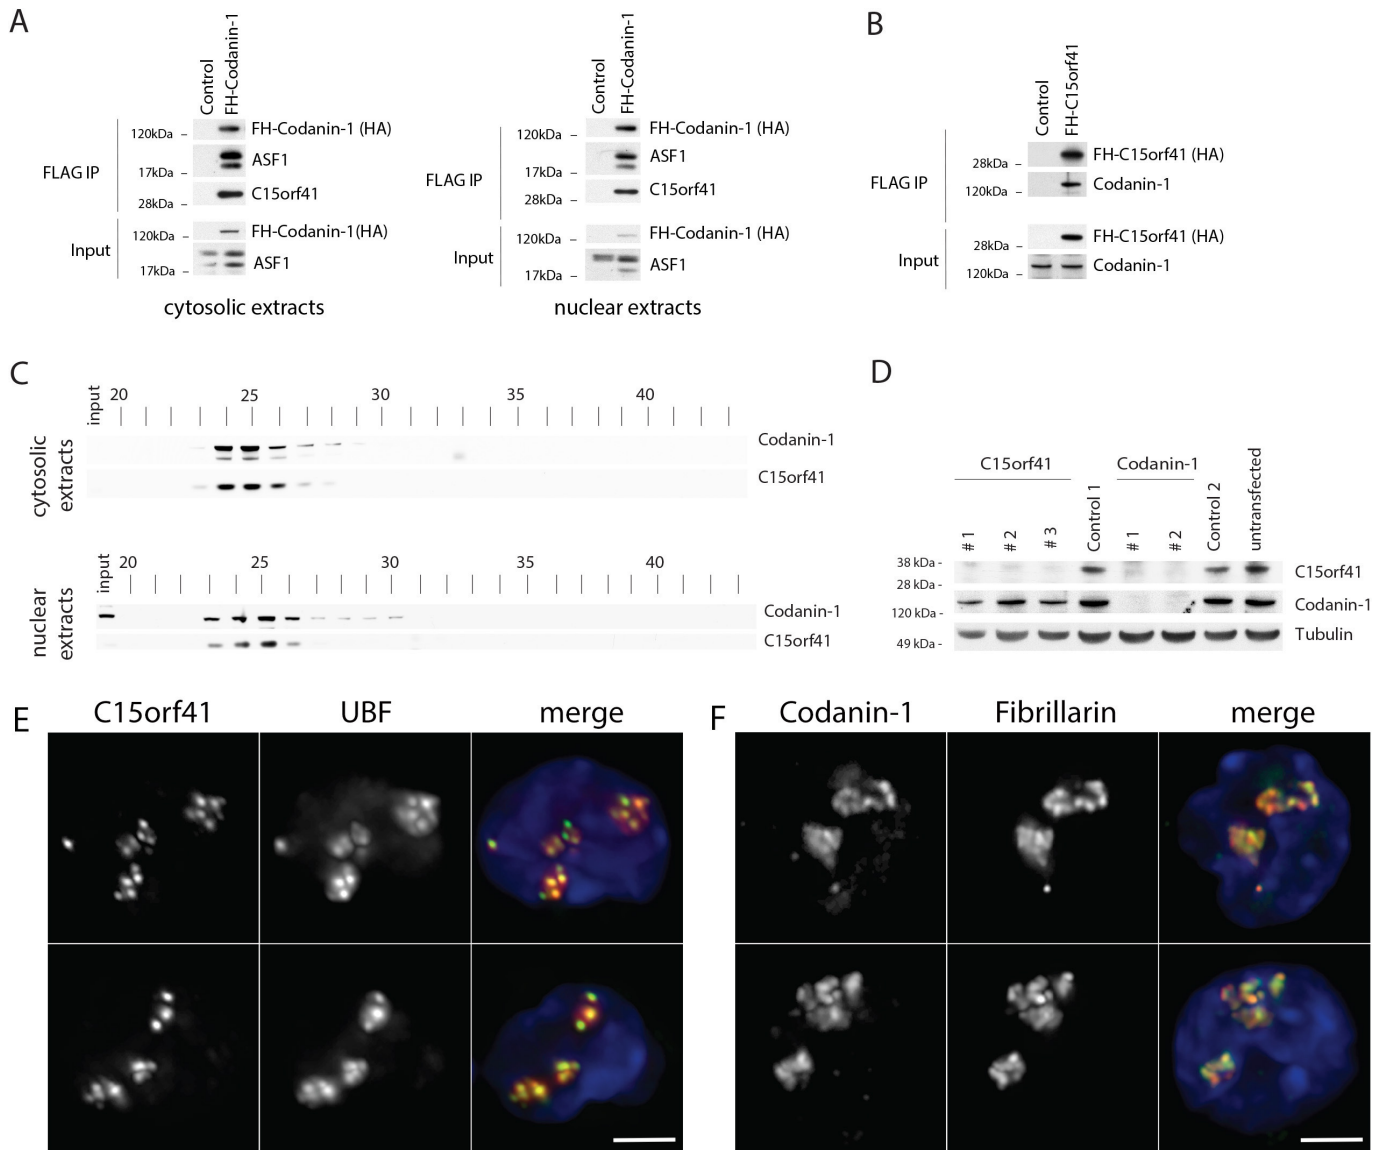 A
Control
FH-Codanin-1
FLAG IP
120kDa
FH-Codanin-1 (HA)
17kDa
ASF1
28kDa
C15orf41
Input
120kDa
FH-Codanin-1(HA)
17kDa
ASF1
cytosolic extracts
Control
FH-Codanin-1
FLAG IP
120kDa
FH-Codanin-1 (HA)
17kDa
ASF1
28kDa
C15orf41
Input
120kDa
FH-Codanin-1 (HA)
17kDa
ASF1
nuclear extracts
B
Control
FH-C15orf41
FLAG IP
28kDa
FH-C15orf41 (HA)
120kDa
Codanin-1
Input
28kDa
FH-C15orf41 (HA)
120kDa
Codanin-1
C
input 20 25 30 35 40
cytosolic
extracts
Codanin-1
C15orf41
input 20 25 30 35 40
nuclear
extracts
Codanin-1
C15orf41
D
C15orf41
Codanin-1
# 1
# 2
# 3
Control 1
# 1
# 2
Control 2
untransfected
38 kDa -
28 kDa -
C15orf41
120 kDa -
Codanin-1
49 kDa -
Tubulin
E
C15orf41 UBF merge
F
Codanin-1 Fibrillarin merge